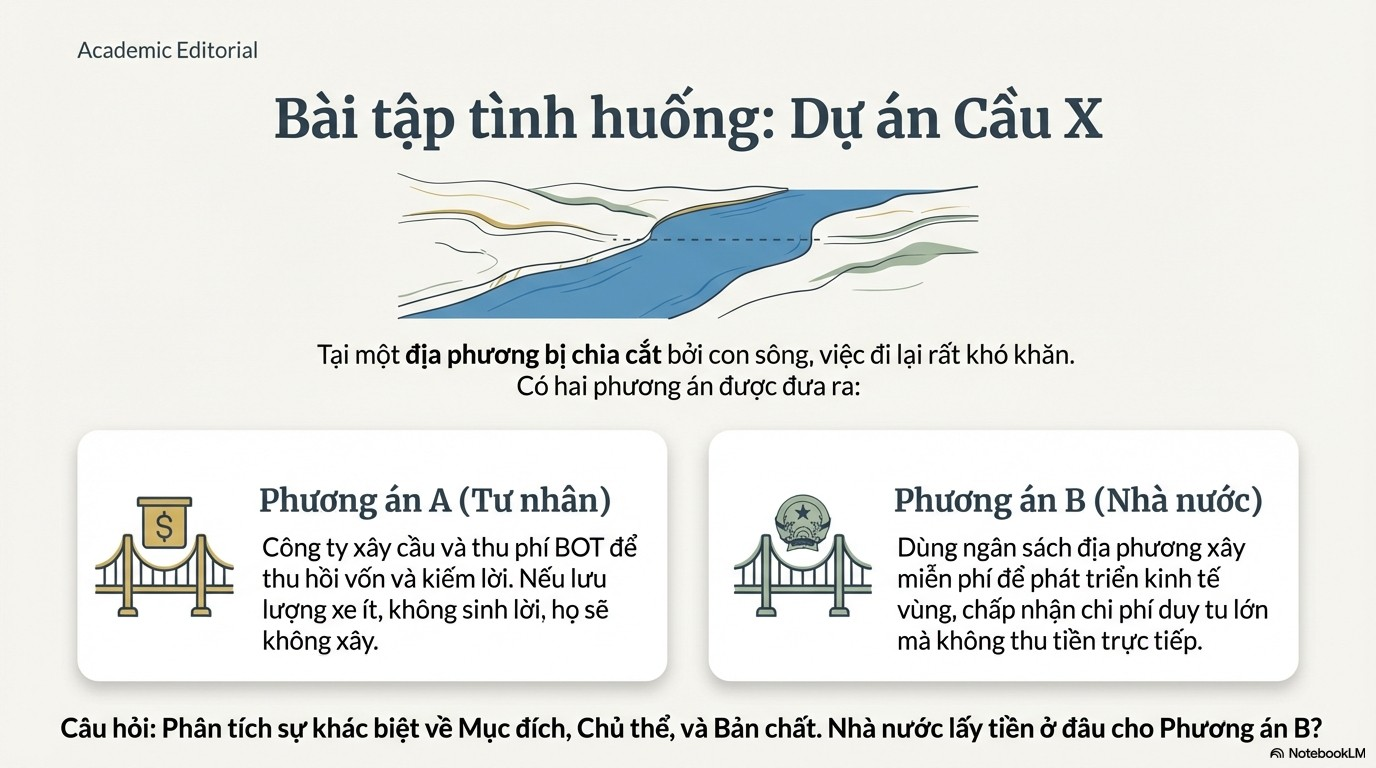 Academic Editorial
Bài tập tình huống: Dự án Cầu X
Tại một địa phương bị chia cắt bởi con sông, việc đi lại rất khó khăn.
Có hai phương án được đưa ra:
$
Phương án A (Tư nhân)
Công ty xây cầu và thu phí BOT để
thu hồi vốn và kiếm lời. Nếu lưu
lượng xe ít, không sinh lời, họ sẽ
không xây.
Phương án B (Nhà nước)
Dùng ngân sách địa phương xây
miễn phí để phát triển kinh tế
vùng, chấp nhận chi phí duy tu lớn
mà không thu tiền trực tiếp.
Câu hỏi: Phân tích sự khác biệt về Mục đích, Chủ thể, và Bản chất. Nhà nước lấy tiền ở đâu cho Phương án B?
NotebookLM